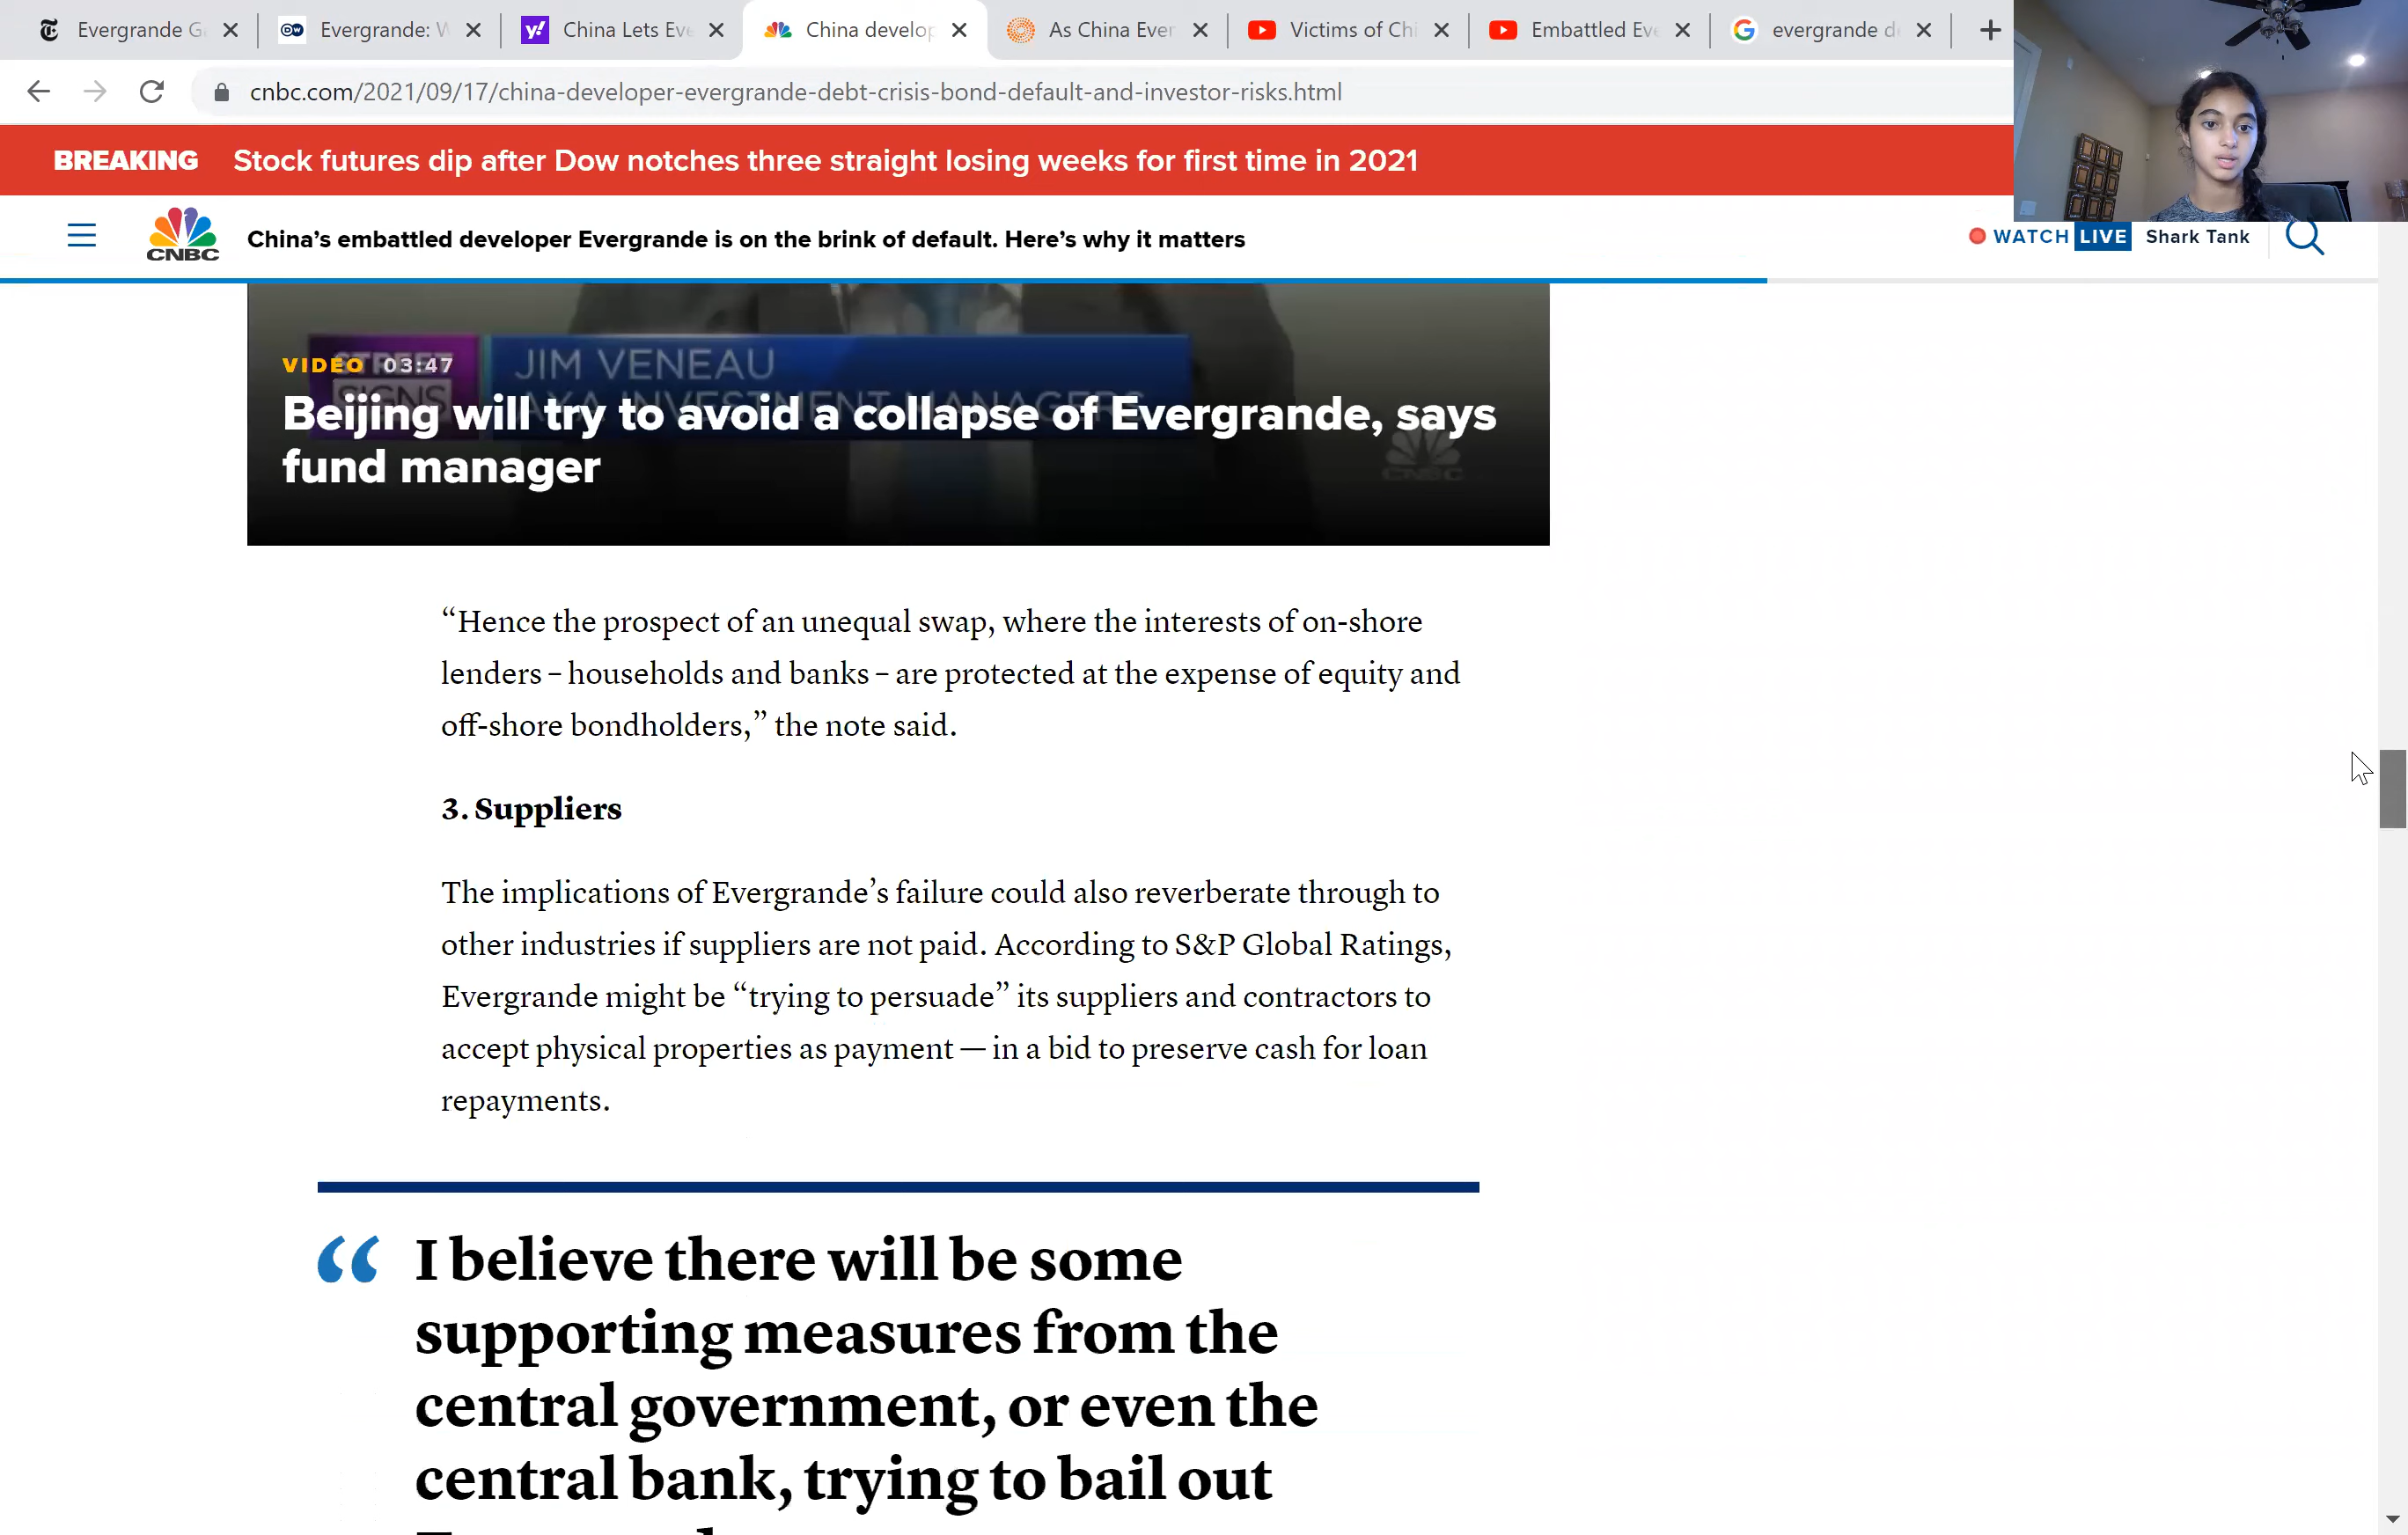 Evergrande G
Evergrande: W
China Lets Eve
China develop
As China Ever
Victims of Chi
Embattled Eve
evergrande d
cnbc.com/2021/09/17/china-developer-evergrande-debt-crisis-bond-default-and-investor-risks.html
BREAKING Stock futures dip after Dow notches three straight losing weeks for first time in 2021
CNBC
China’s embattled developer Evergrande is on the brink of default. Here’s why it matters
WATCH LIVE Shark Tank
STREET
SIGNS
JIM VENEAU
AXA INVESTMENT MANAGERS
VIDEO 03:47
Beijing will try to avoid a collapse of Evergrande, says
fund manager
CNBC
“Hence the prospect of an unequal swap, where the interests of on-shore
lenders – households and banks – are protected at the expense of equity and
off-shore bondholders,” the note said.
3. Suppliers
The implications of Evergrande’s failure could also reverberate through to
other industries if suppliers are not paid. According to S&P Global Ratings,
Evergrande might be “trying to persuade” its suppliers and contractors to
accept physical properties as payment — in a bid to preserve cash for loan
repayments.
“ I believe there will be some
supporting measures from the
central government, or even the
central bank, trying to bail out